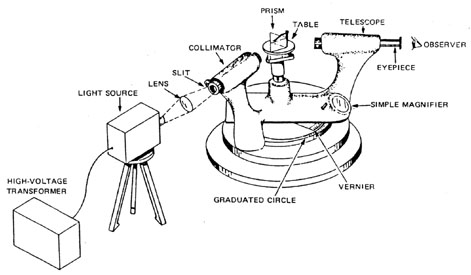 PRISM
TABLE
TELESCOPE
COLLIMATOR
OBSERVER
SLIT
EYEPIECE
LENS
LIGHT SOURCE
SIMPLE MAGNIFIER
HIGH-VOLTAGE
TRANSFORMER
VERNIER
GRADUATED CIRCLE